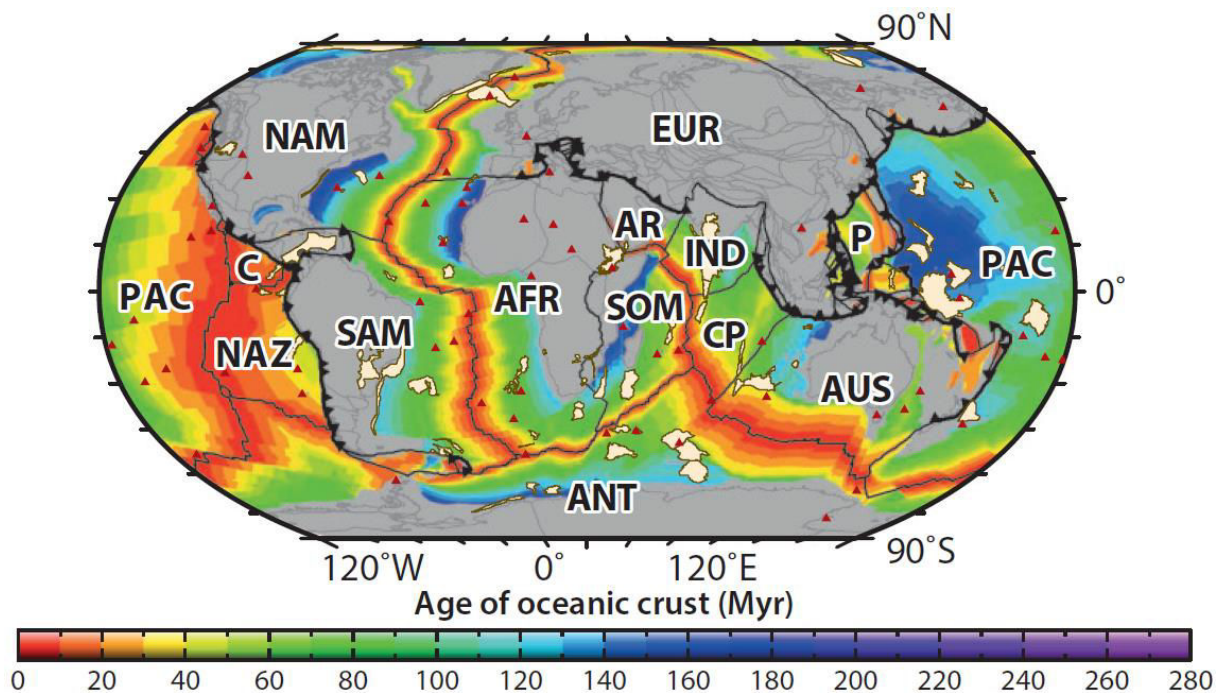 90˚N
NAM
EUR
AR
IND
P
PAC
C
PAC
0˚
AFR
SOM
SAM
CP
NAZ
AUS
ANT
90˚S
120˚W
0˚
120˚E
Age of oceanic crust (Myr)
0 20 40 60 80 100 120 140 160 180 200 220 240 260 280